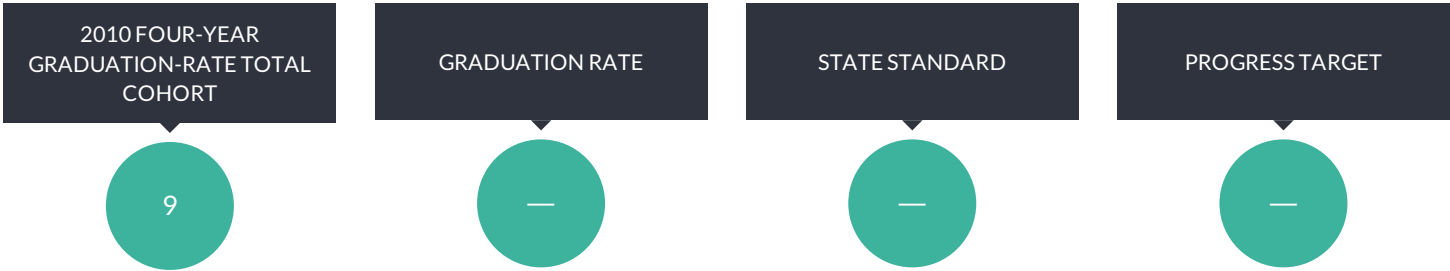 2010 FOUR-YEAR
GRADUATION-RATE TOTAL
COHORT
9
GRADUATION RATE
—
STATE STANDARD
—
PROGRESS TARGET
—